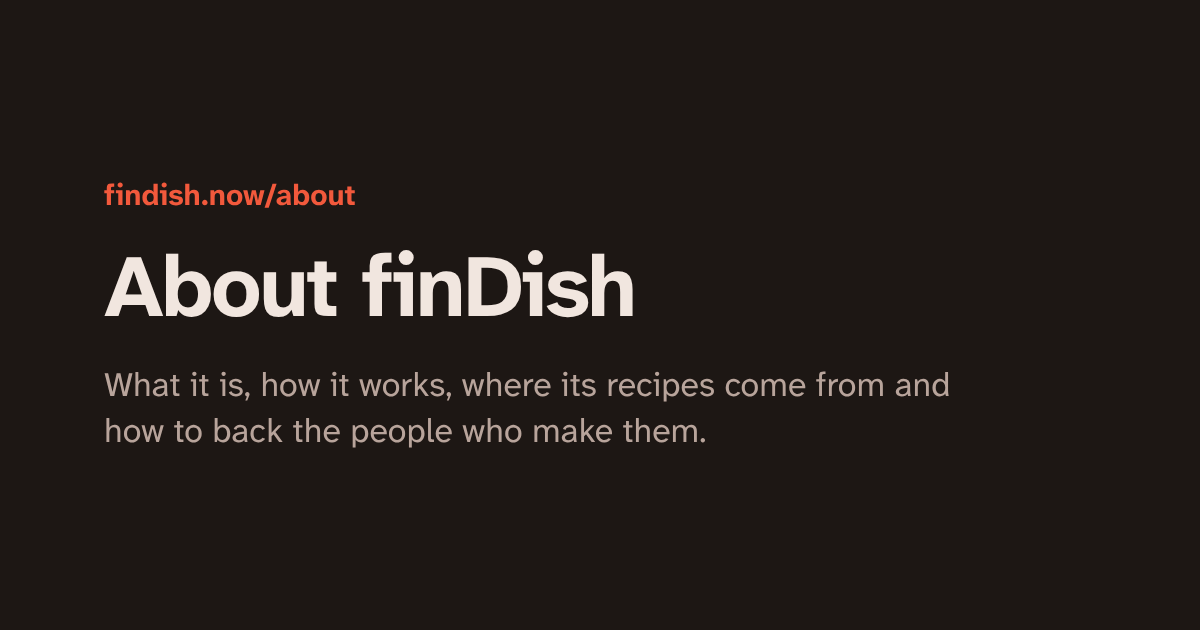 findish.now/about
About finDish
What it is, how it works, where its recipes come from and
how to back the people who make them.